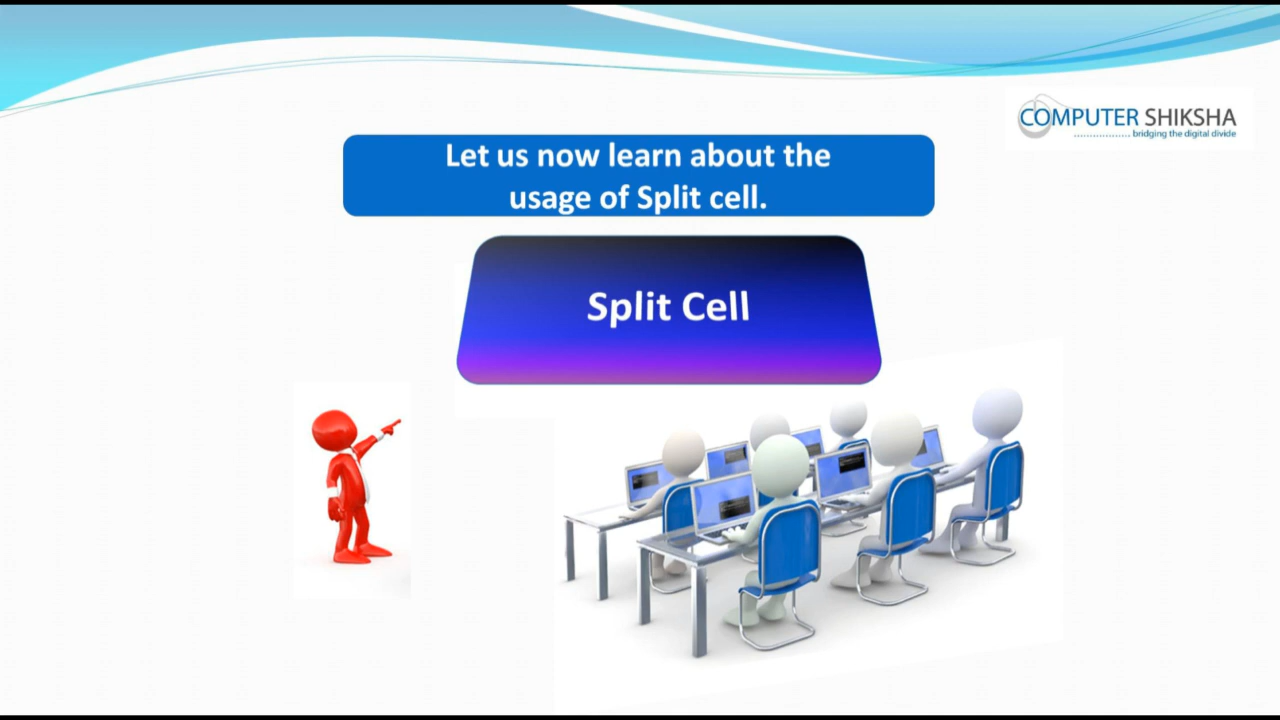 COMPUTER SHIKSHA
bridging the digital divide
Let us now learn about the
usage of Split cell.
Split Cell